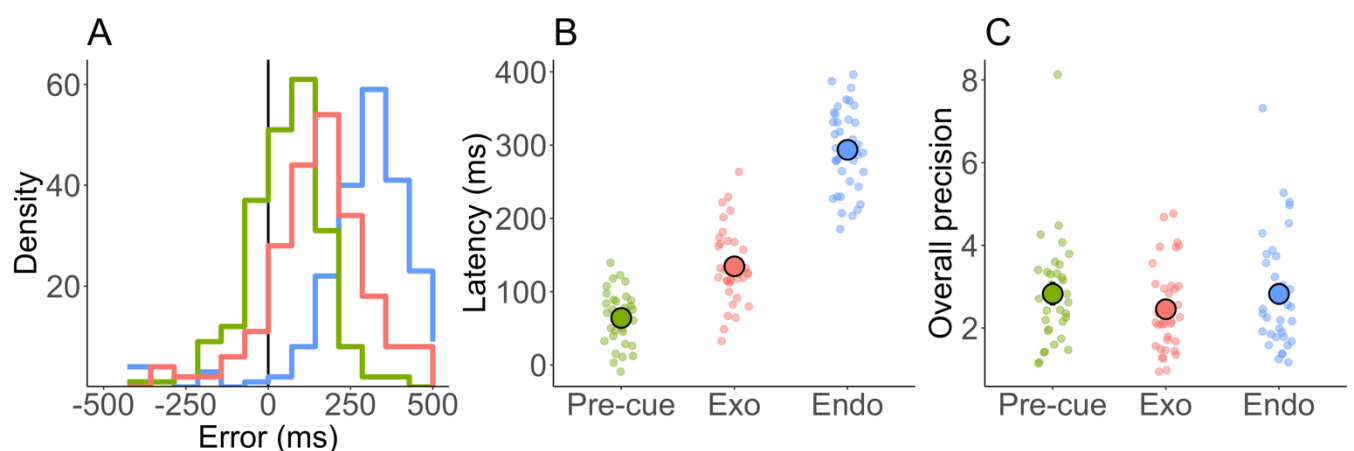 A
Density
60
40
20
-500 -250 0 250 500
Error (ms)
B
Latency (ms)
400
300
200
100
0
Pre-cue Exo Endo
C
Overall precision
8
6
4
2
Pre-cue Exo Endo